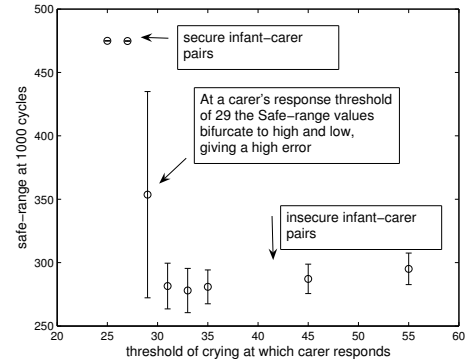 500
450
400
350
300
250
20
25
30
35
40
45
50
55
60
safe−range at 1000 cycles
threshold of crying at which carer responds
secure infant−carer
pairs
At a carer's response threshold
of 29 the Safe−range values
bifurcate to high and low,
giving a high error
insecure infant−carer
pairs